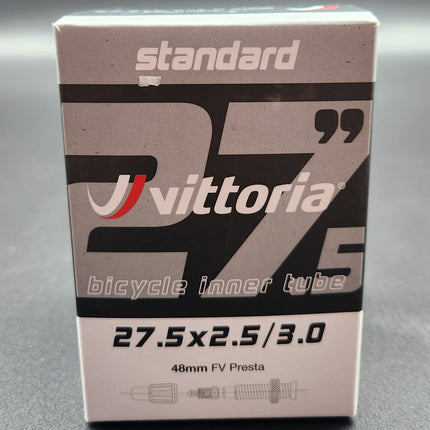 standard
27.5”
vittoria®
bicycle inner tube
27.5x2.5/3.0
48mm FV Presta